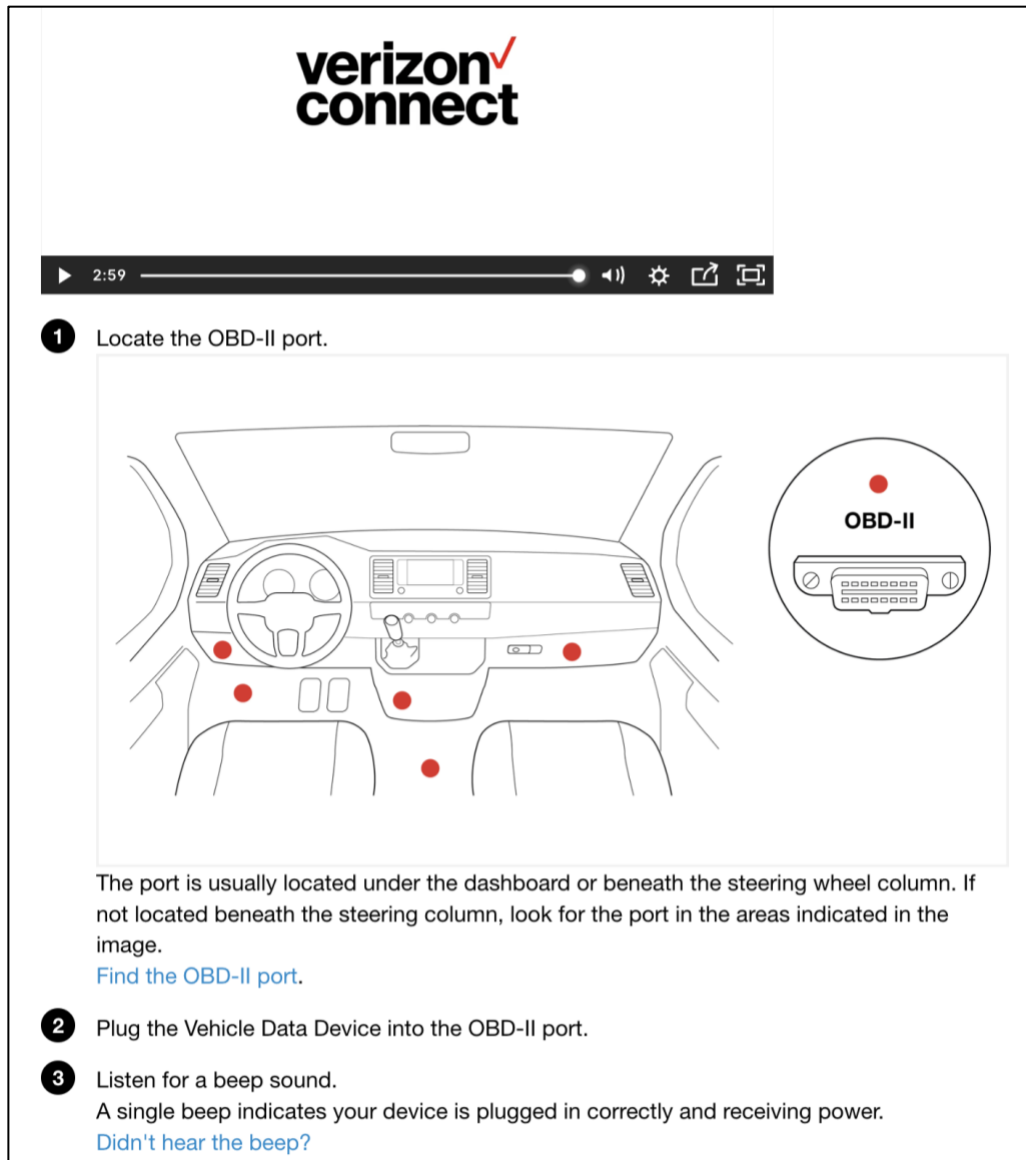 verizon✓
connect
2:59
1 Locate the OBD-II port.
OBD-II
The port is usually located under the dashboard or beneath the steering wheel column. If
not located beneath the steering column, look for the port in the areas indicated in the
image.
Find the OBD-II port.
2 Plug the Vehicle Data Device into the OBD-II port.
3 Listen for a beep sound.
A single beep indicates your device is plugged in correctly and receiving power.
Didn't hear the beep?